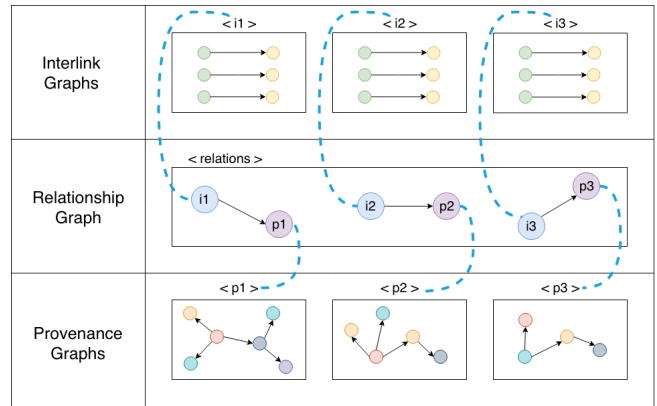 < i1 >
< i2 >
< i3 >
Interlink
Graphs
< relations >
Relationship
Graph
i1
p1
i2
p2
i3
p3
< p1 >
< p2 >
< p3 >
Provenance
Graphs